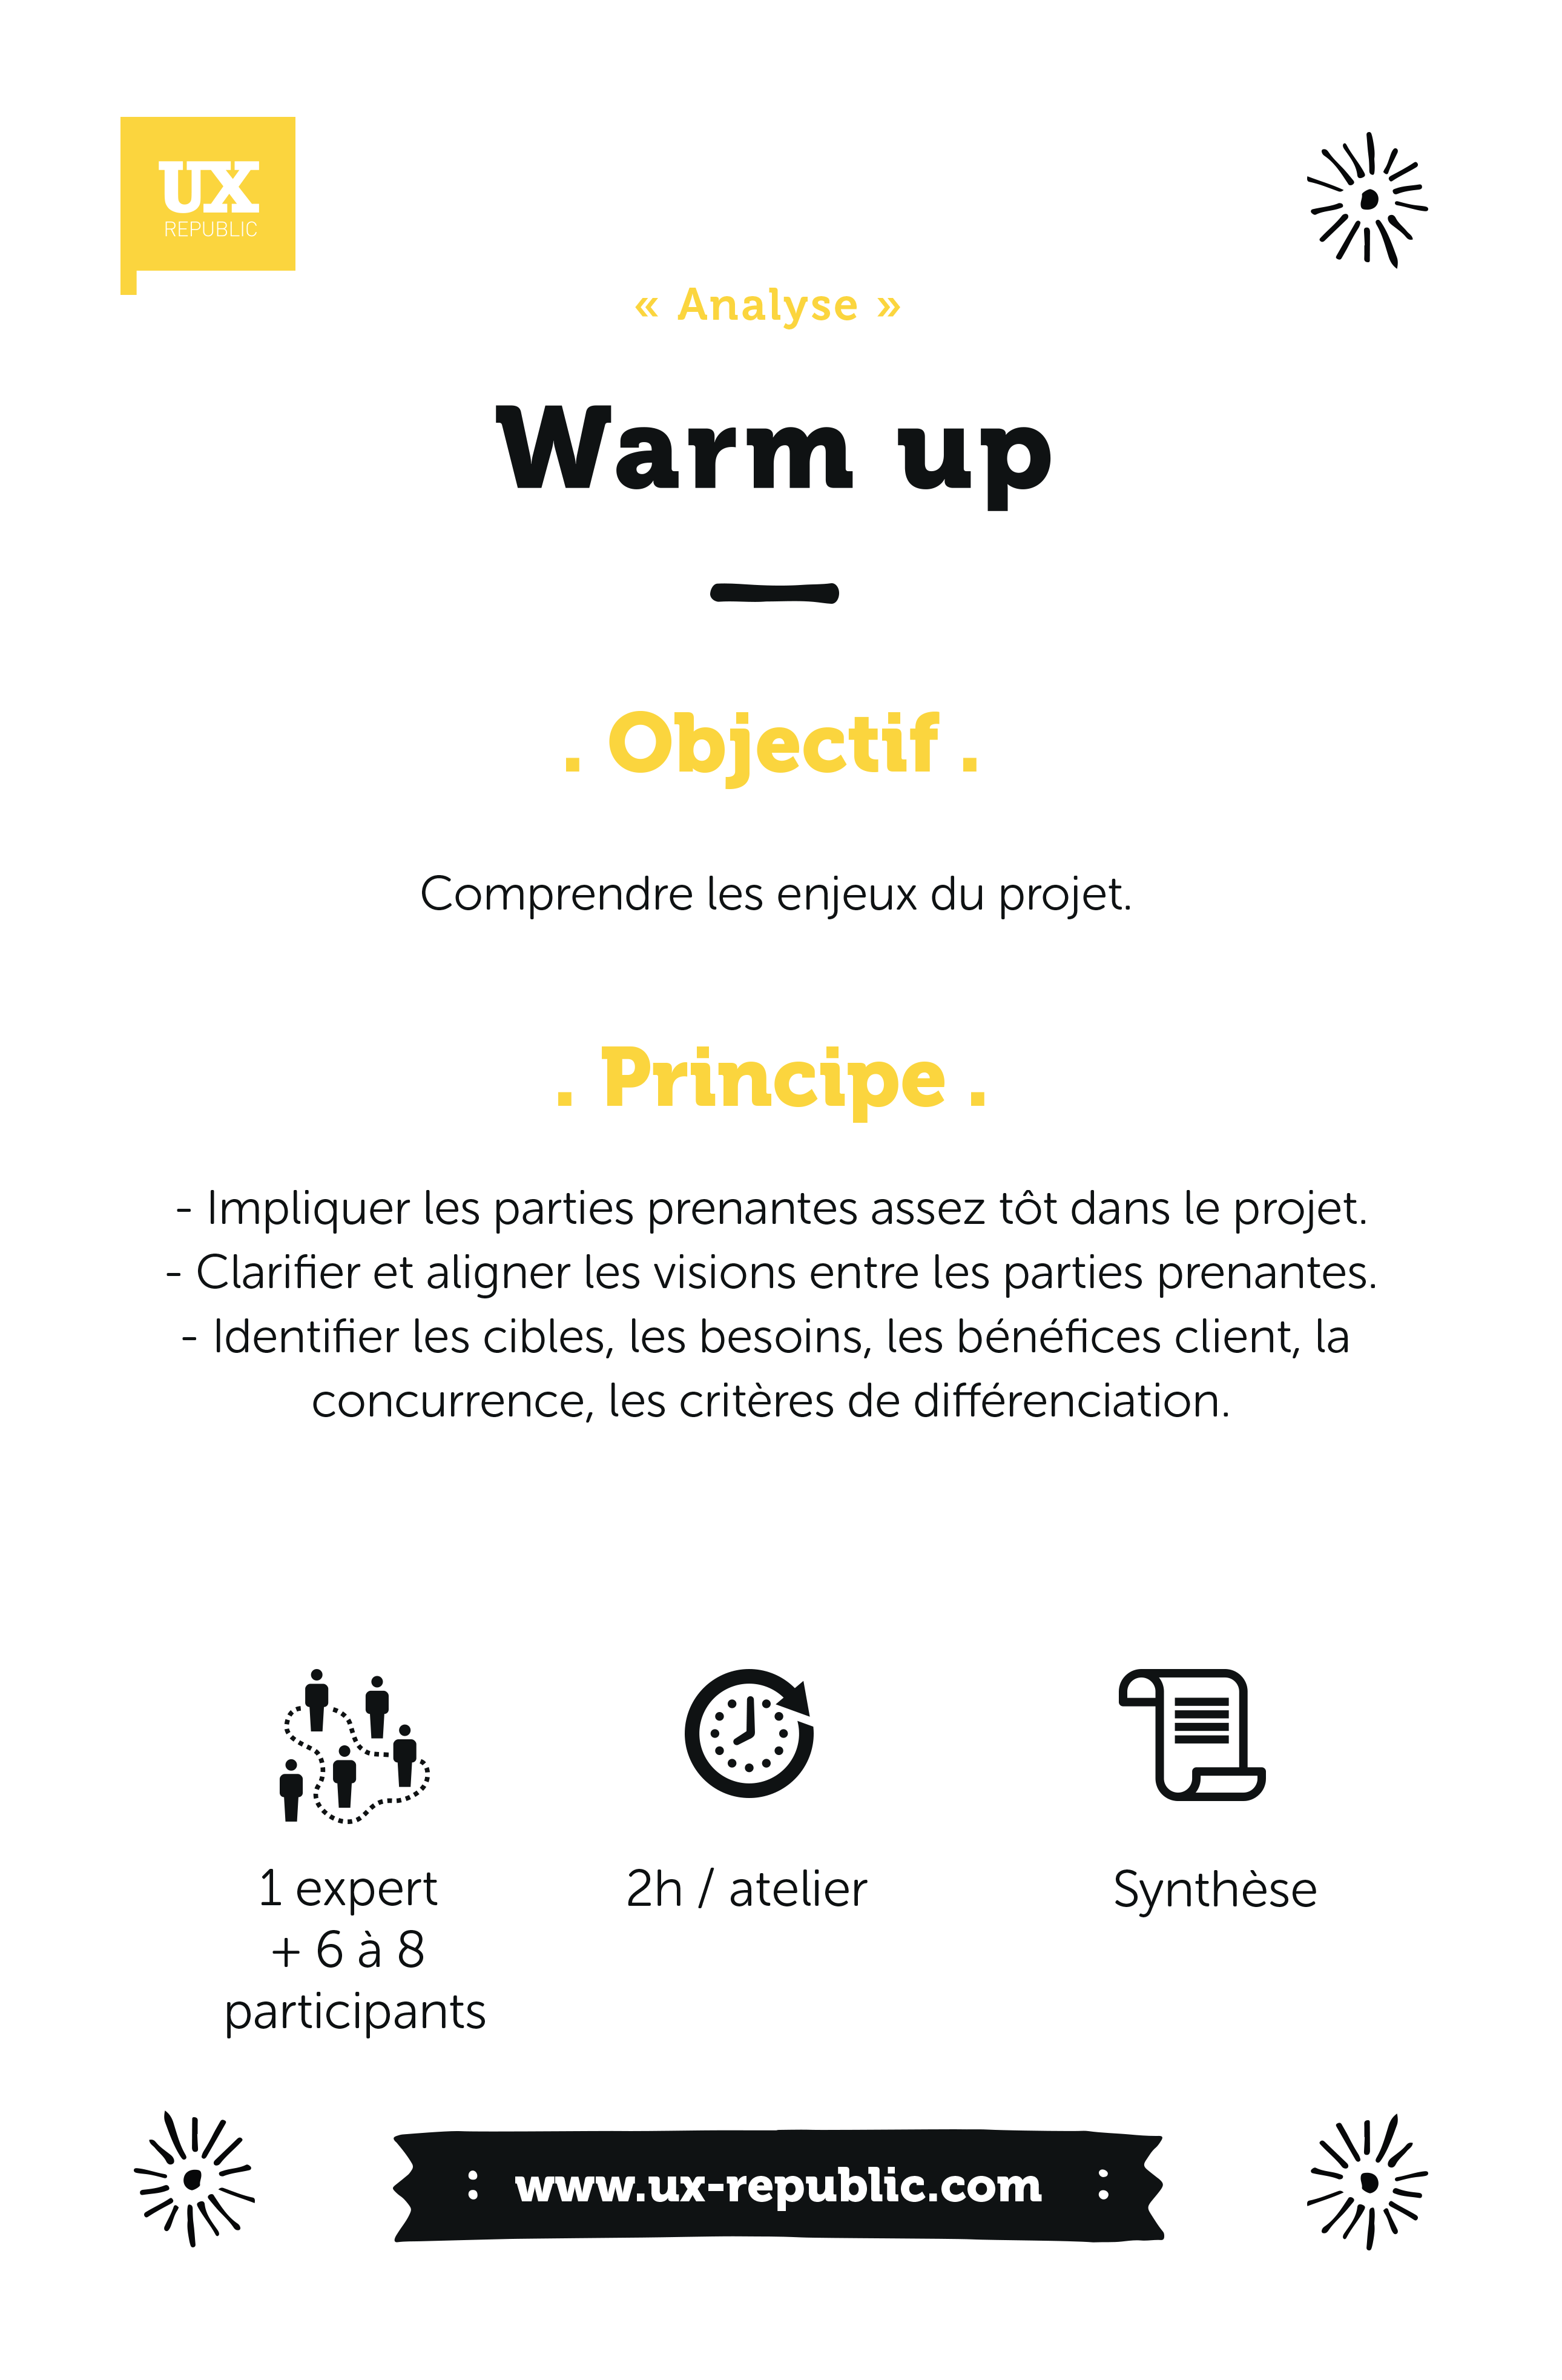 UX
REPUBLIC
« Analyse »
Warm up
. Objectif .
Comprendre les enjeux du projet.
. Principe .
- Impliquer les parties prenantes assez tôt dans le projet.
- Clarifier et aligner les visions entre les parties prenantes.
- Identifier les cibles, les besoins, les bénéfices client, la
concurrence, les critères de différenciation.
1 expert
+ 6 à 8
participants
2h / atelier
Synthèse
: www.ux-republic.com :